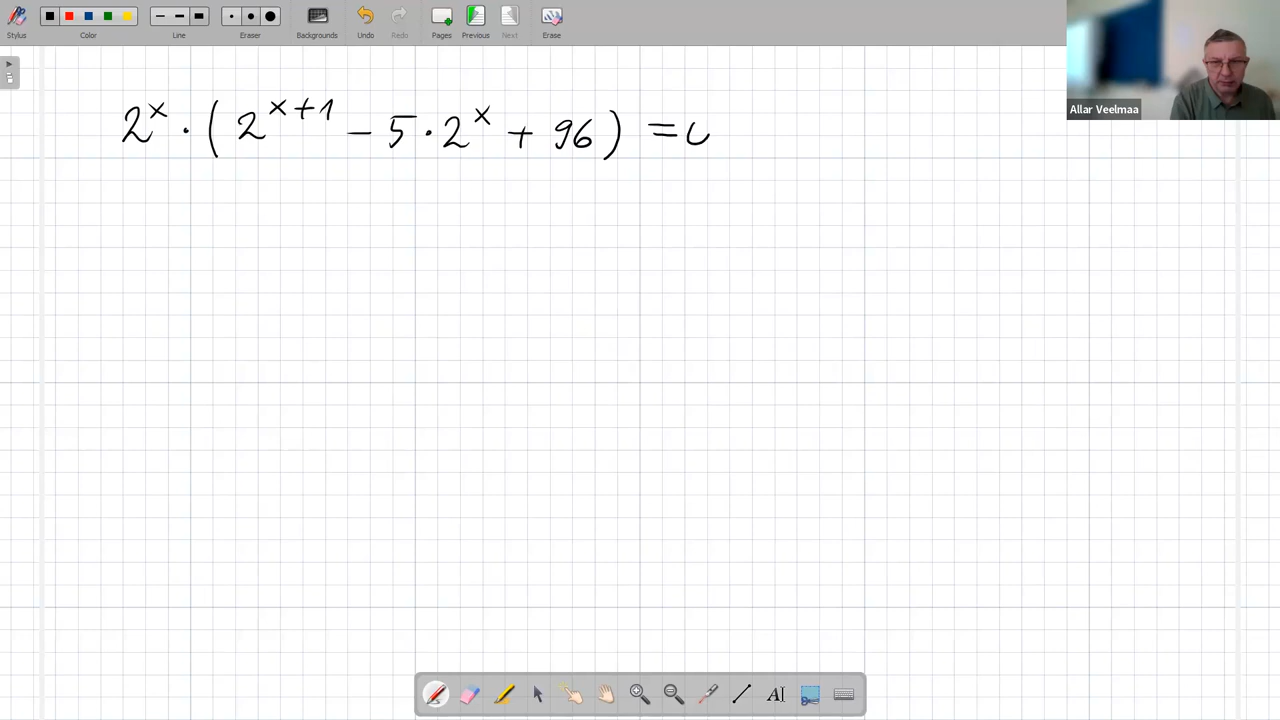 Stylus Color Line Eraser Backgrounds Undo Redo Pages Previous Next Erase
Allar Veelmaa
2^x · (2^{x+1} − 5 · 2^x + 96) =